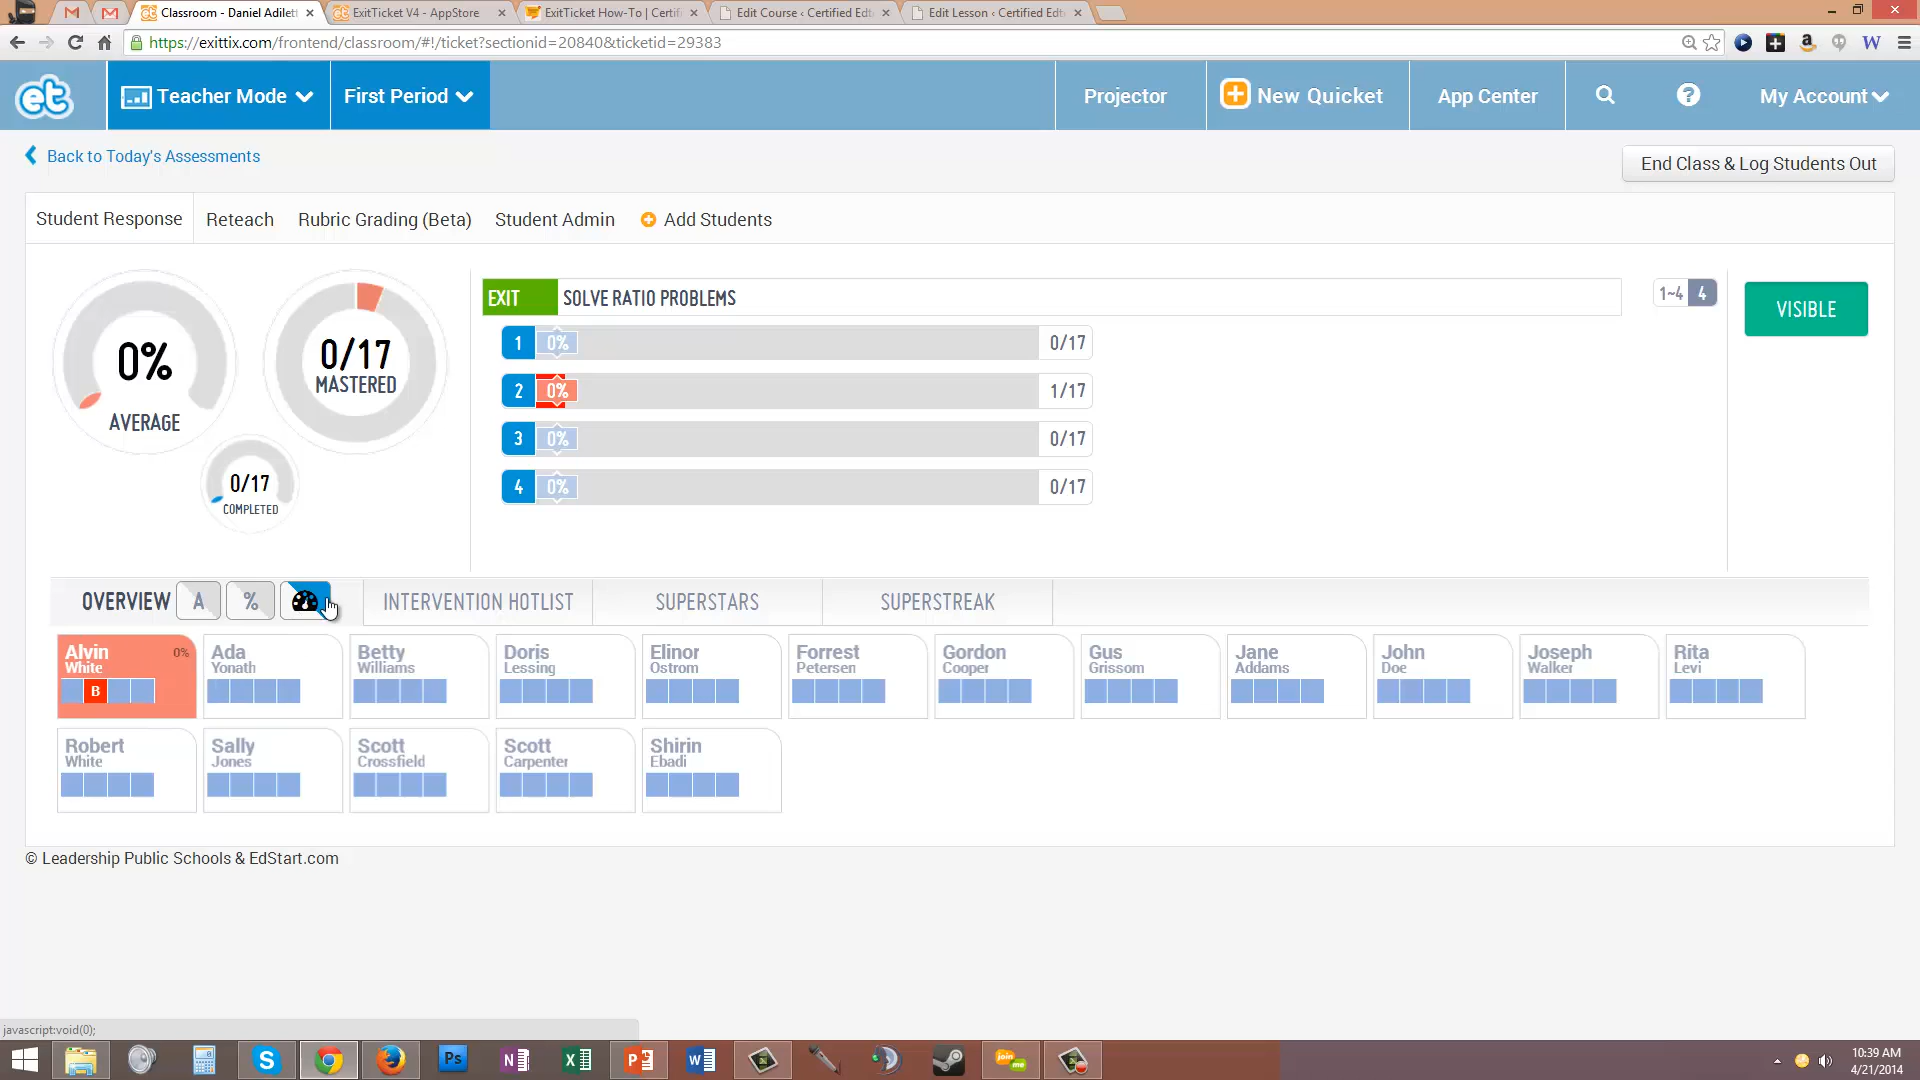 Classroom - Daniel Adilett
ExitTicket V4 - AppStore
ExitTicket How-To | Certifi
Edit Course ‹ Certified Edte
Edit Lesson ‹ Certified Edte
https://exittix.com/frontend/classroom/#!/ticket?sectionid=20840&ticketid=29383
et
Teacher Mode
First Period
Projector
New Quicket
App Center
?
My Account
Back to Today's Assessments
End Class & Log Students Out
Student Response
Reteach
Rubric Grading (Beta)
Student Admin
Add Students
0%
AVERAGE
0/17
MASTERED
0/17
COMPLETED
EXIT SOLVE RATIO PROBLEMS
1~4 4
VISIBLE
1 0% 0/17
2 0% 1/17
3 0% 0/17
4 0% 0/17
OVERVIEW A %
INTERVENTION HOTLIST
SUPERSTARS
SUPERSTREAK
Alvin 0%
White
B
Ada
Yonath
Betty
Williams
Doris
Lessing
Elinor
Ostrom
Forrest
Petersen
Gordon
Cooper
Gus
Grissom
Jane
Addams
John
Doe
Joseph
Walker
Rita
Levi
Robert
White
Sally
Jones
Scott
Crossfield
Scott
Carpenter
Shirin
Ebadi
© Leadership Public Schools & EdStart.com
javascript:void(0);
10:39 AM
4/21/2014